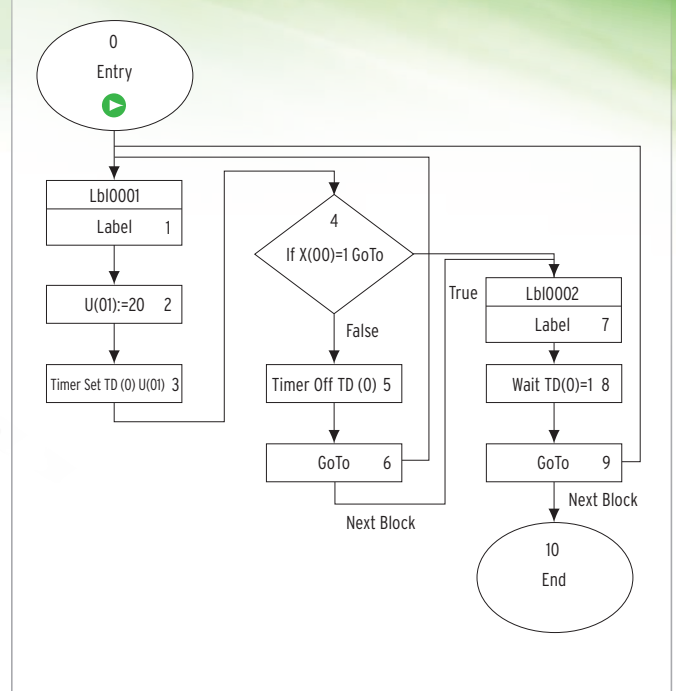 0
Entry
Lbl0001
Label 1
U(01):=20 2
Timer Set TD (0) U(01) 3
4
If X(00)=1 GoTo
False
Timer Off TD (0) 5
GoTo 6
Next Block
True
Lbl0002
Label 7
Wait TD(0)=1 8
GoTo 9
Next Block
10
End